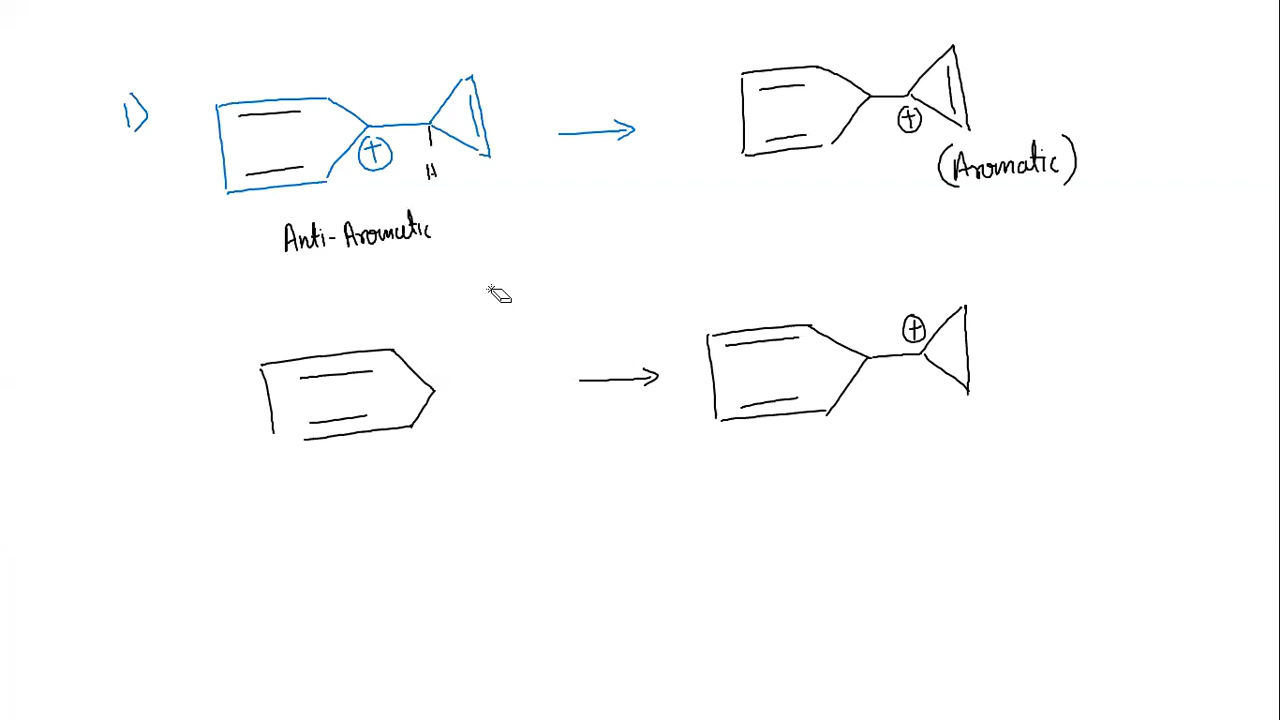 1)
⊕
H
Anti-Aromatic
⊕
(Aromatic)
⊕